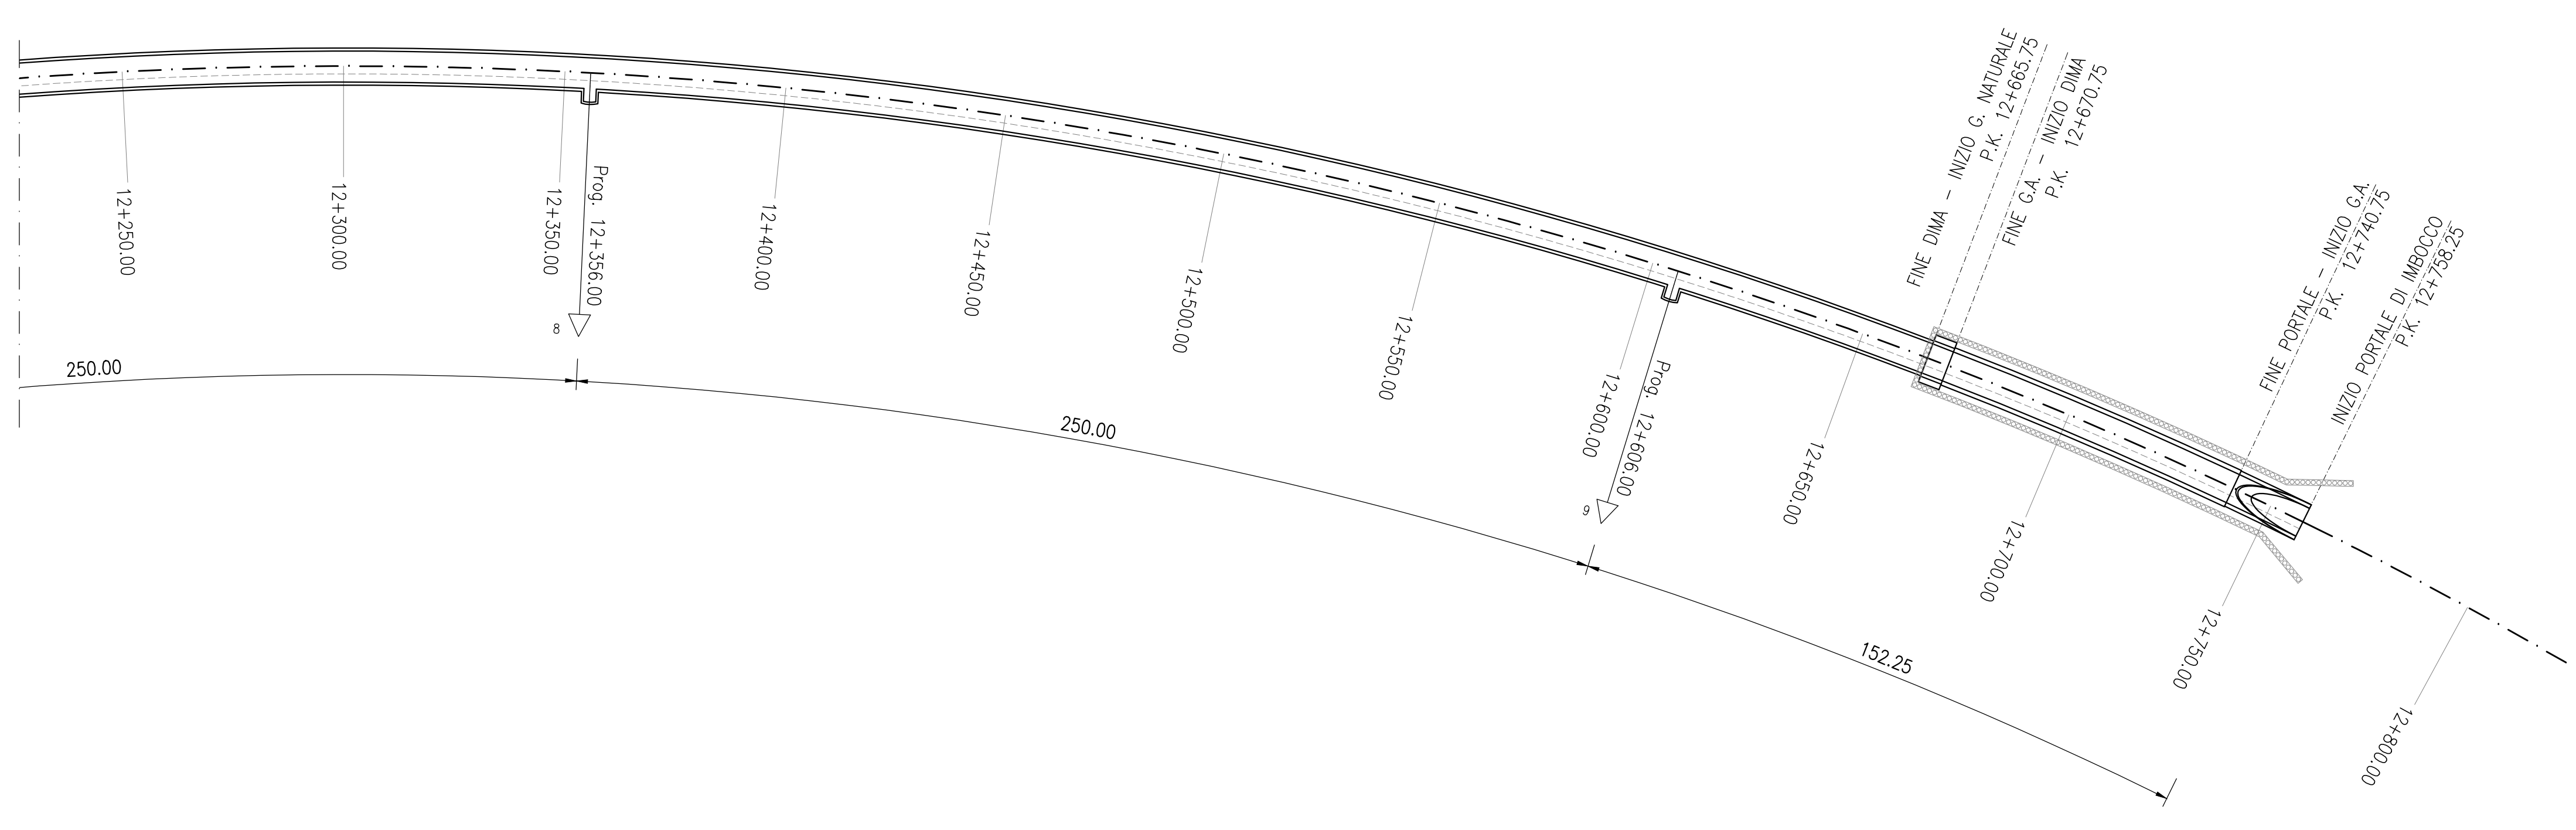 FINE DIMA - INIZIO G. NATURALE
P.K. 12+665.75
FINE G.A. - INIZIO DIMA
P.K. 12+670.75
FINE PORTALE - INIZIO G.A.
P.K. 12+740.75
INIZIO PORTALE DI IMBOCCO
P.K. 12+758.25
12+250.00
12+300.00
12+350.00
Prog. 12+356.00
8
12+400.00
12+450.00
12+500.00
12+550.00
12+600.00
Prog. 12+606.00
9
12+650.00
12+700.00
12+750.00
12+800.00
250.00
250.00
152.25